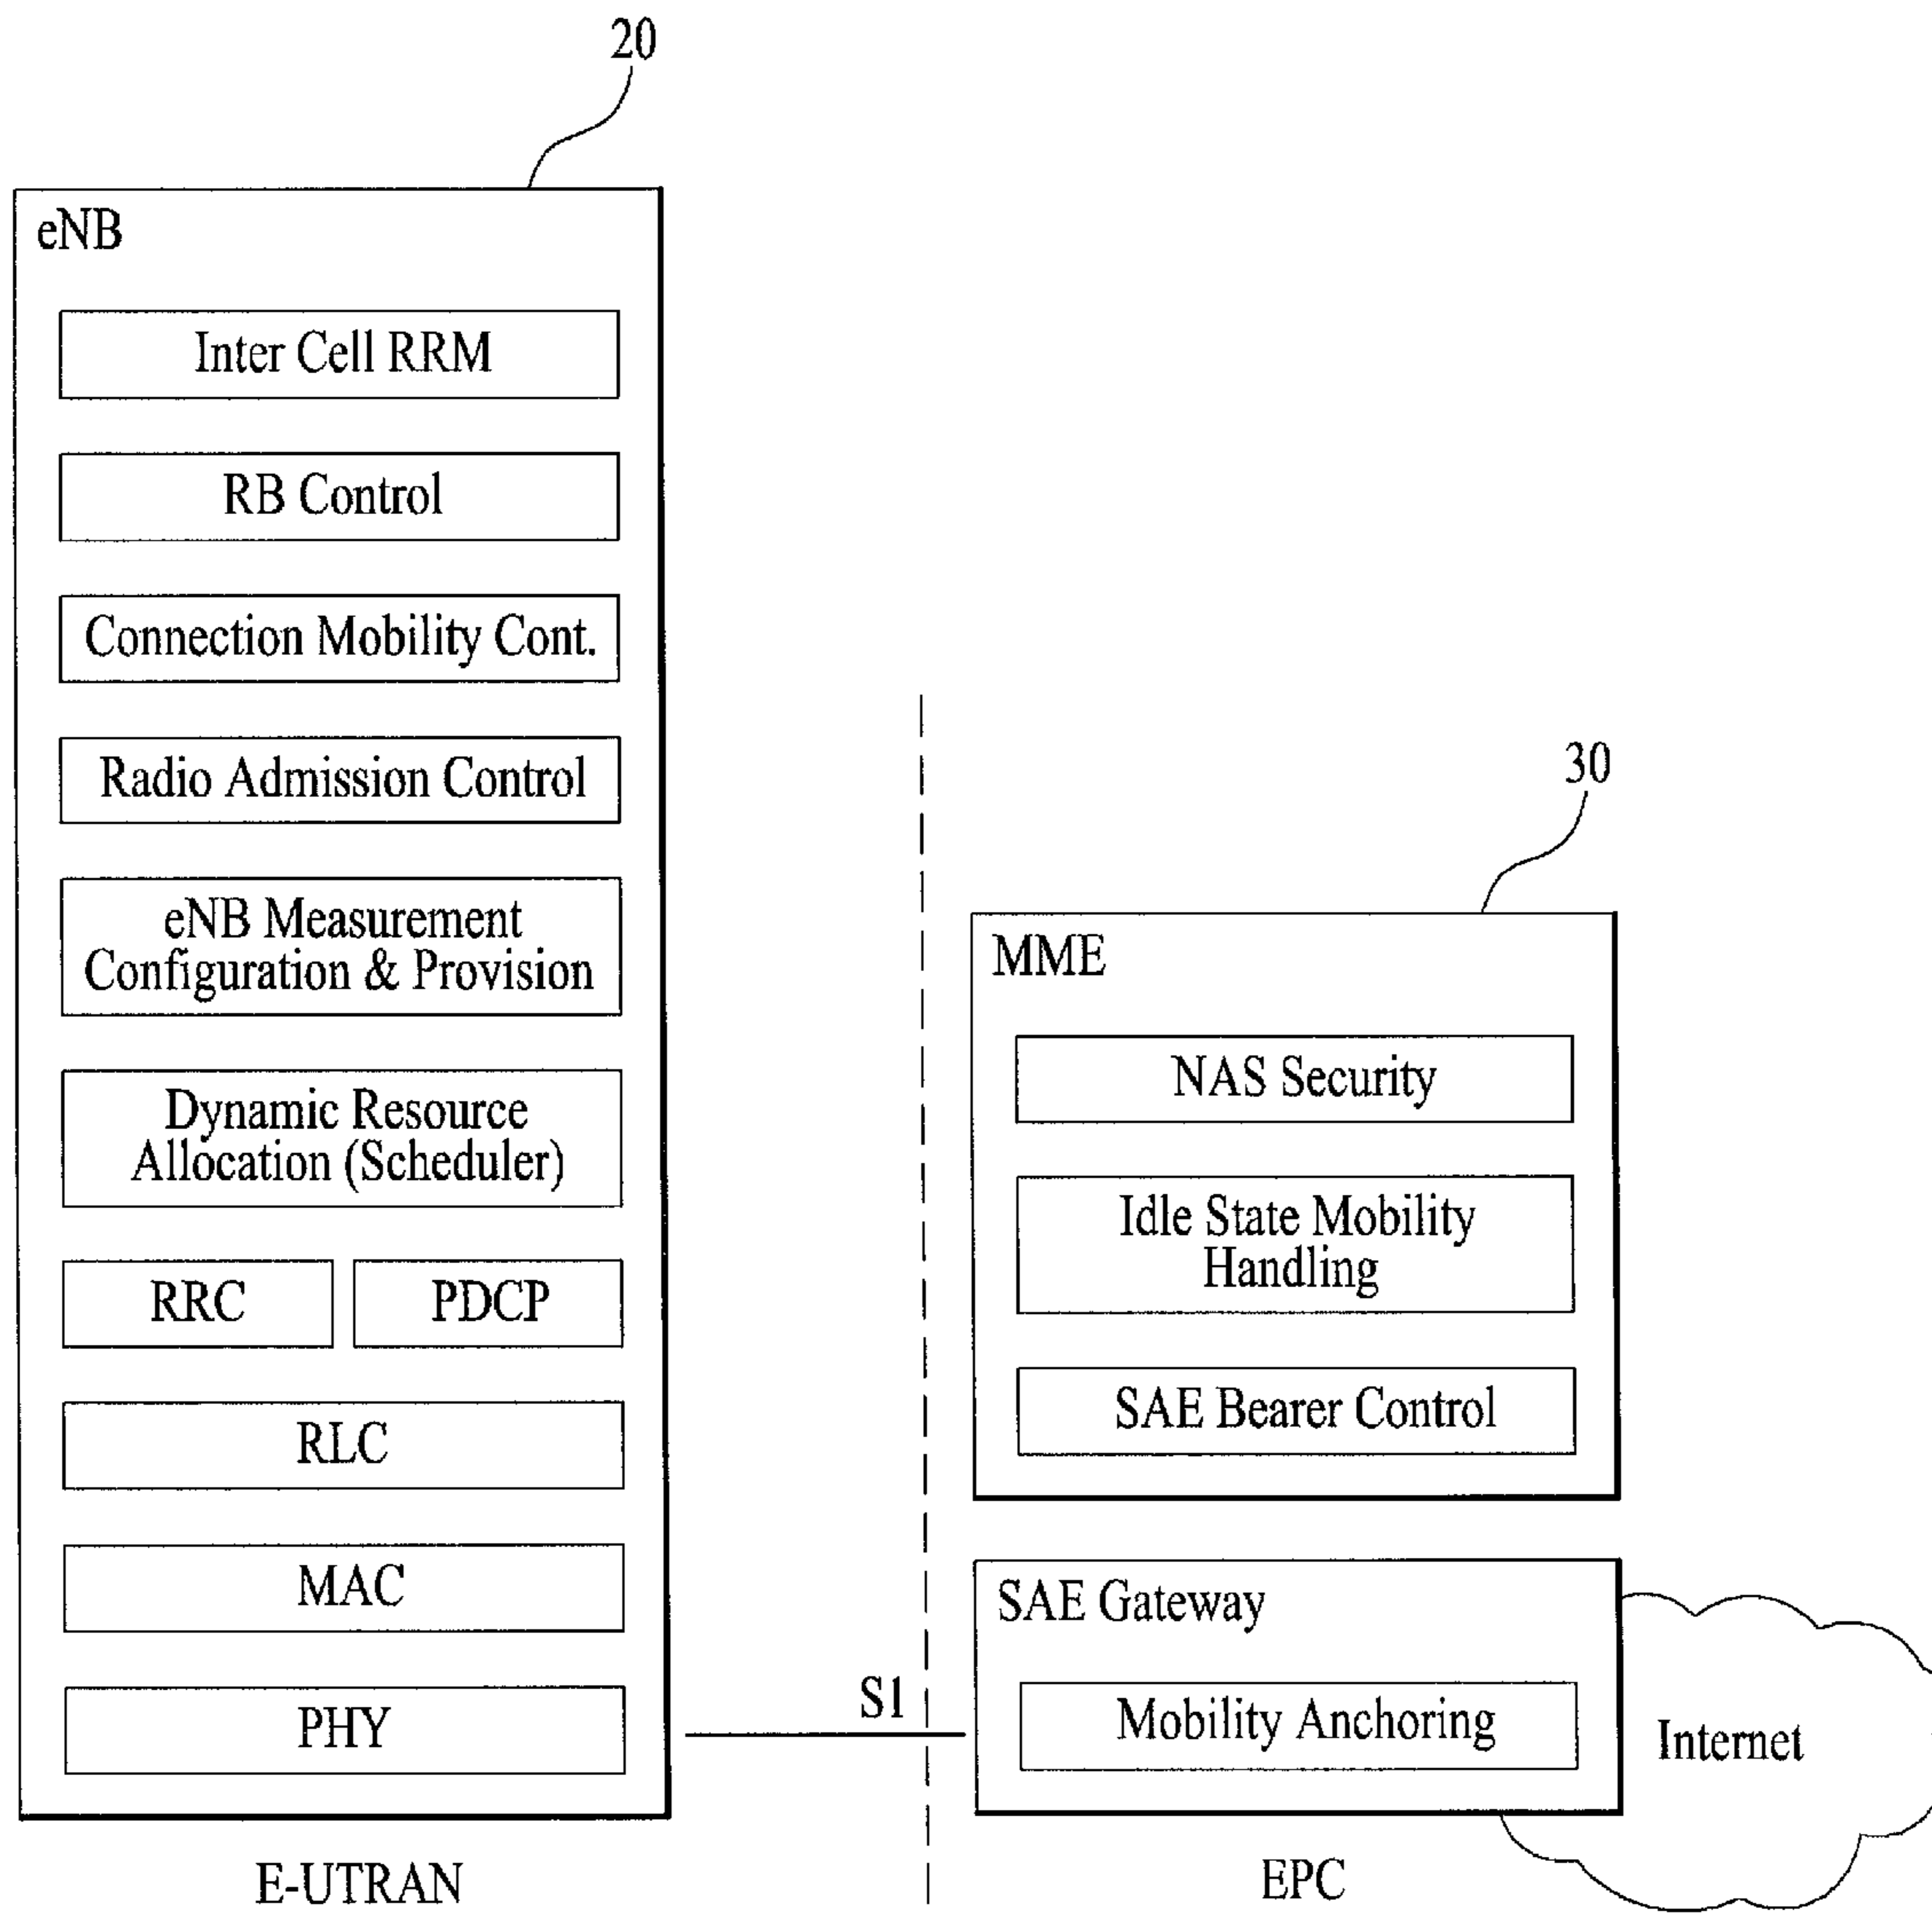 20
eNB
Inter Cell RRM
RB Control
Connection Mobility Cont.
Radio Admission Control
eNB Measurement
Configuration & Provision
Dynamic Resource
Allocation (Scheduler)
RRC
PDCP
RLC
MAC
PHY
E-UTRAN
S1
30
MME
NAS Security
Idle State Mobility
Handling
SAE Bearer Control
SAE Gateway
Mobility Anchoring
Internet
EPC